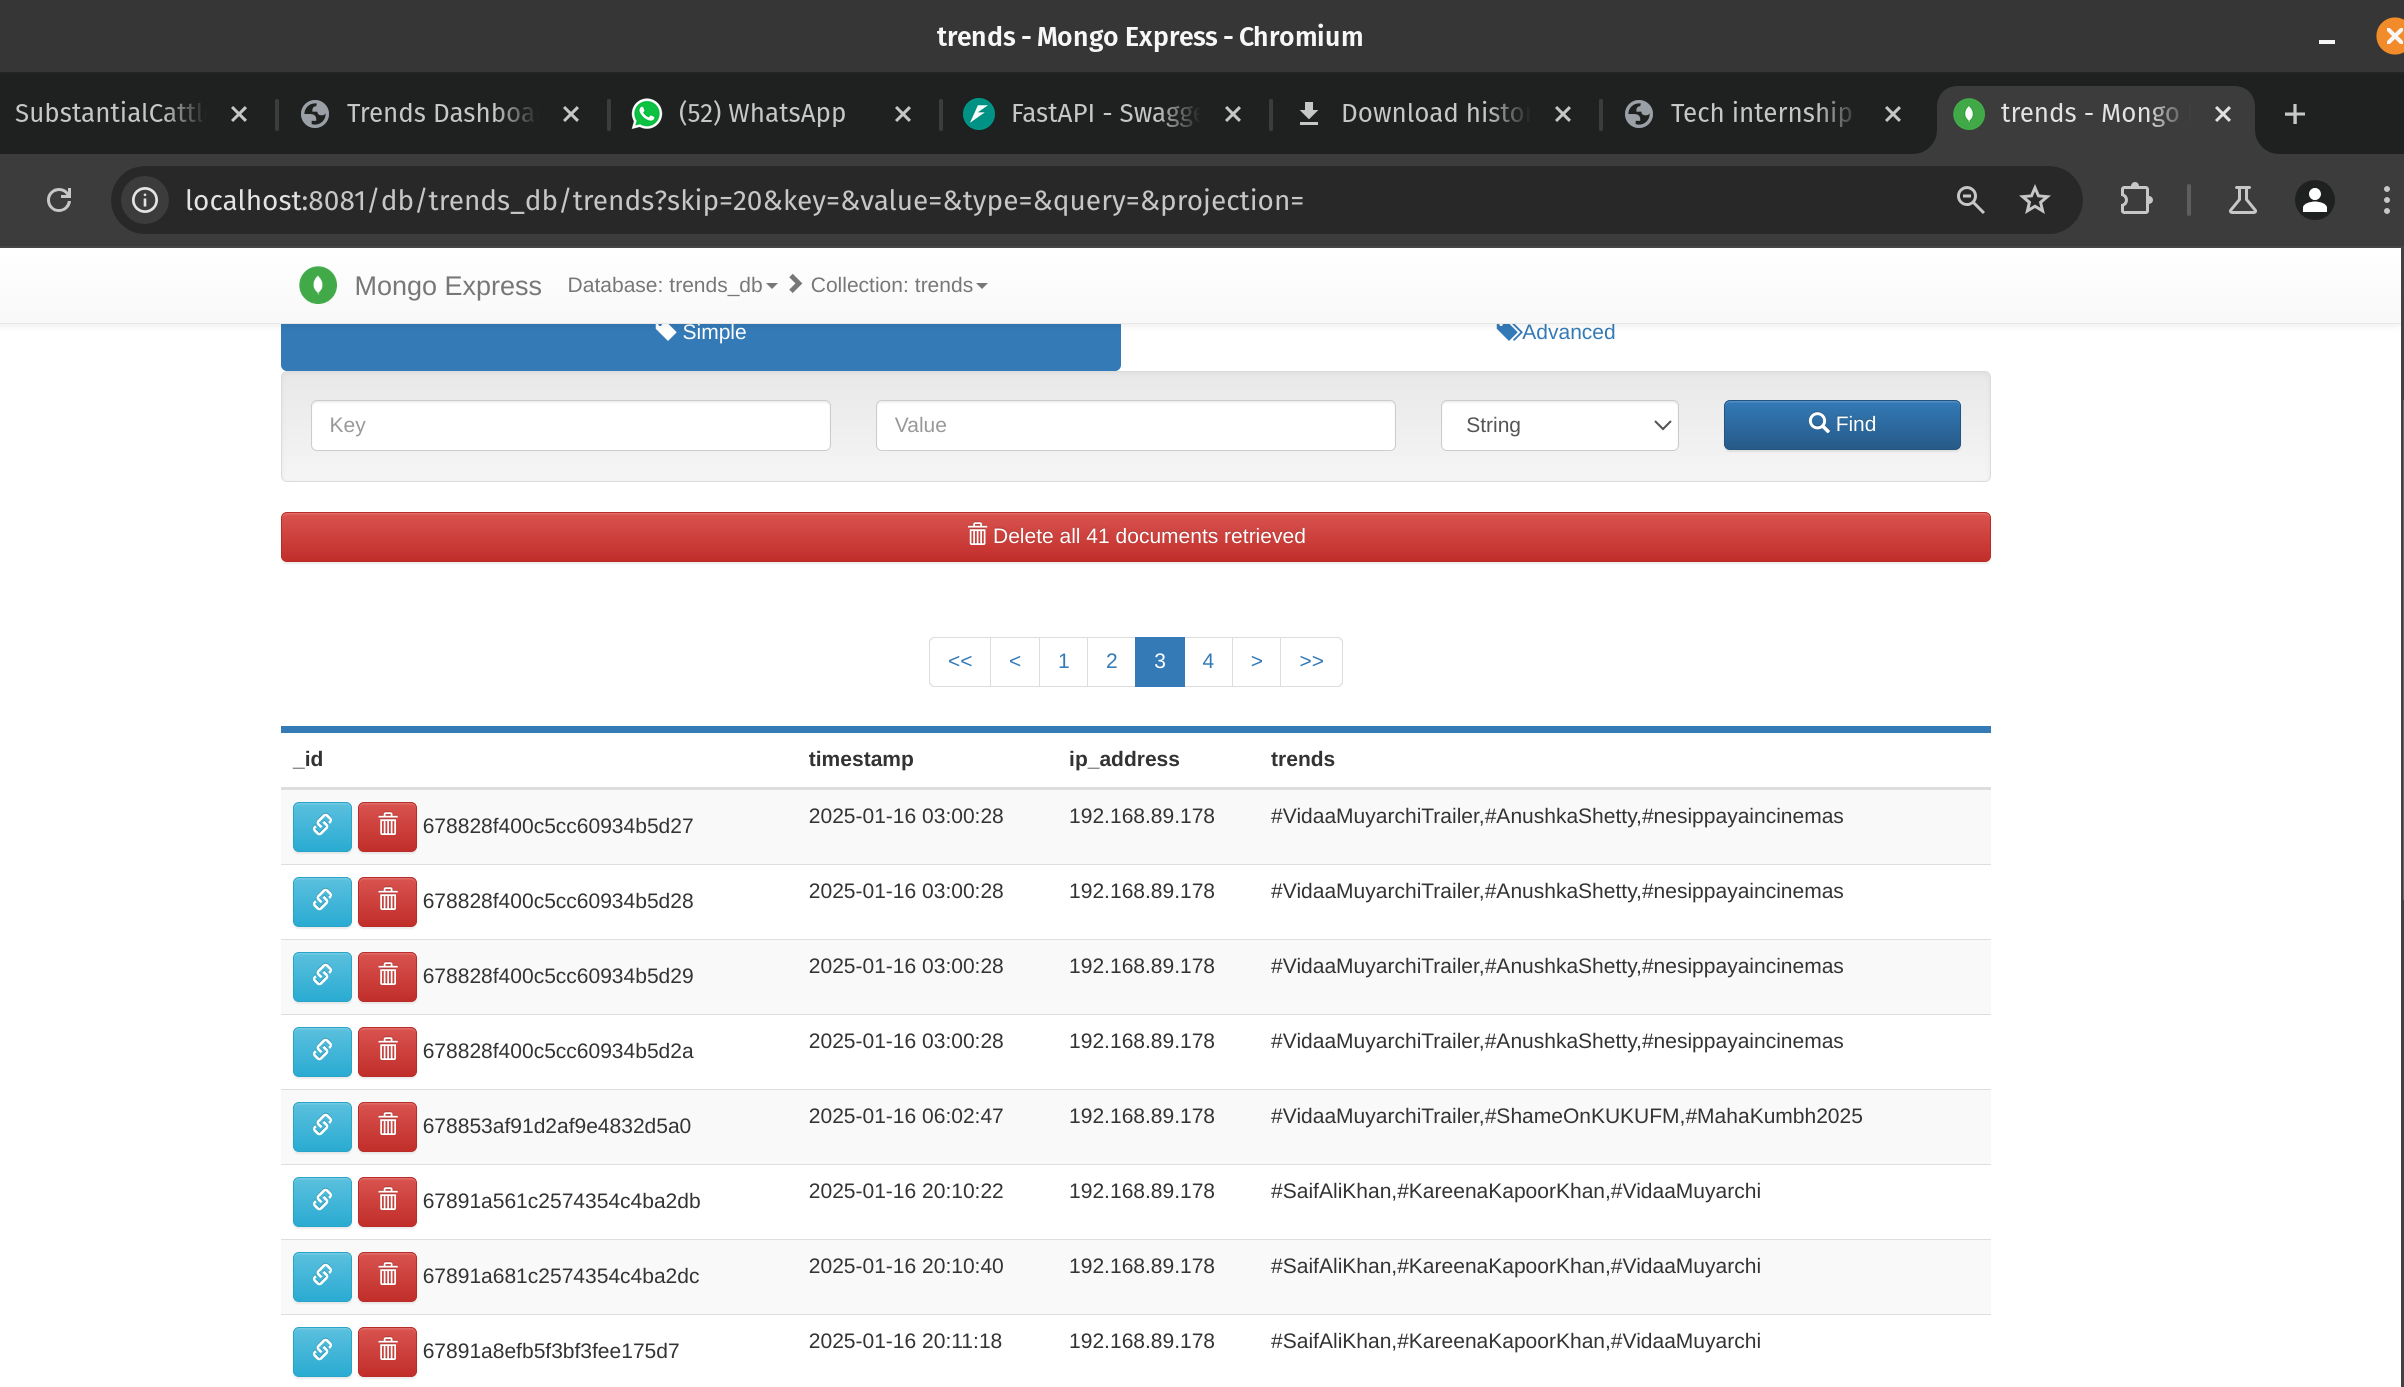 trends - Mongo Express - Chromium
SubstantialCattl
Trends Dashboa
(52) WhatsApp
FastAPI - Swagge
Download histo
Tech internship
trends - Mongo
localhost:8081/db/trends_db/trends?skip=20&key=&value=&type=&query=&projection=
Mongo Express Database: trends_db Collection: trends
Simple Advanced
Key Value String Find
Delete all 41 documents retrieved
<< < 1 2 3 4 > >>
_id timestamp ip_address trends
678828f400c5cc60934b5d27 2025-01-16 03:00:28 192.168.89.178 #VidaaMuyarchiTrailer,#AnushkaShetty,#nesippayaincinemas
678828f400c5cc60934b5d28 2025-01-16 03:00:28 192.168.89.178 #VidaaMuyarchiTrailer,#AnushkaShetty,#nesippayaincinemas
678828f400c5cc60934b5d29 2025-01-16 03:00:28 192.168.89.178 #VidaaMuyarchiTrailer,#AnushkaShetty,#nesippayaincinemas
678828f400c5cc60934b5d2a 2025-01-16 03:00:28 192.168.89.178 #VidaaMuyarchiTrailer,#AnushkaShetty,#nesippayaincinemas
678853af91d2af9e4832d5a0 2025-01-16 06:02:47 192.168.89.178 #VidaaMuyarchiTrailer,#ShameOnKUKUFM,#MahaKumbh2025
67891a561c2574354c4ba2db 2025-01-16 20:10:22 192.168.89.178 #SaifAliKhan,#KareenaKapoorKhan,#VidaaMuyarchi
67891a681c2574354c4ba2dc 2025-01-16 20:10:40 192.168.89.178 #SaifAliKhan,#KareenaKapoorKhan,#VidaaMuyarchi
67891a8efb5f3bf3fee175d7 2025-01-16 20:11:18 192.168.89.178 #SaifAliKhan,#KareenaKapoorKhan,#VidaaMuyarchi